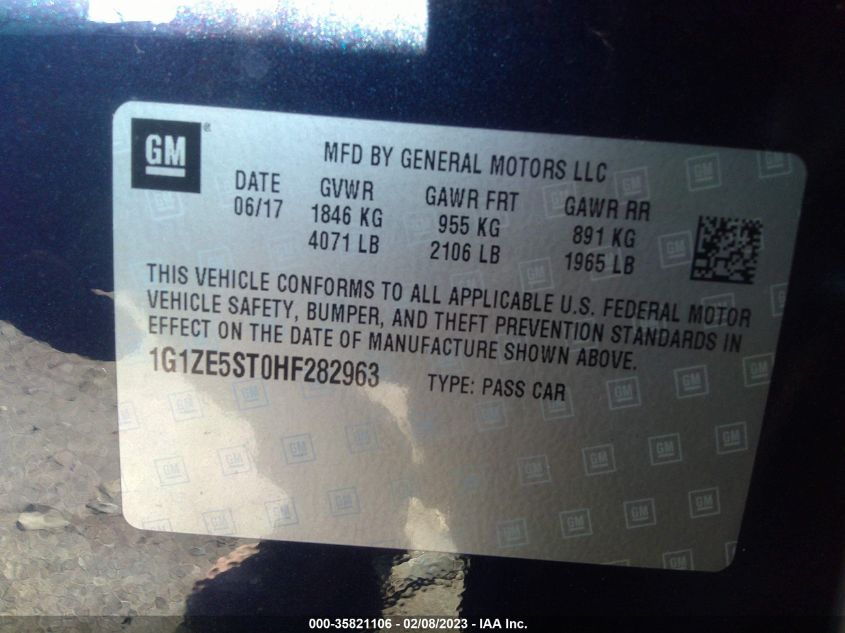 GM ®
MFD BY GENERAL MOTORS LLC
DATE GVWR GAWR FRT GAWR RR
06/17 1846 KG 955 KG 891 KG
4071 LB 2106 LB 1965 LB
THIS VEHICLE CONFORMS TO ALL APPLICABLE U.S. FEDERAL MOTOR
VEHICLE SAFETY, BUMPER, AND THEFT PREVENTION STANDARDS IN
EFFECT ON THE DATE OF MANUFACTURE SHOWN ABOVE.
1G1ZE5ST0HF282963 TYPE: PASS CAR
000-35821106 - 02/08/2023 - IAA Inc.